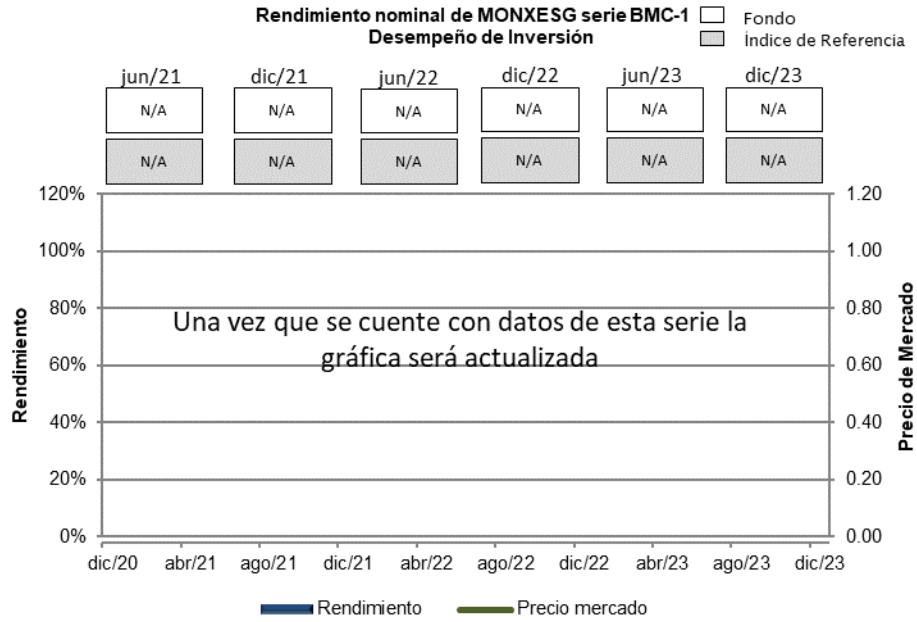 Rendimiento nominal de MONXESG serie BMC-1
Desempeño de Inversión
Fondo
Índice de Referencia
jun/21 dic/21 jun/22 dic/22 jun/23 dic/23
N/A N/A N/A N/A N/A N/A
N/A N/A N/A N/A N/A N/A
120% 1.20
100% 1.00
80% 0.80
Una vez que se cuente con datos de esta serie la
gráfica será actualizada
60% 0.60
40% 0.40
20% 0.20
0% 0.00
Rendimiento
Precio de Mercado
dic/20 abr/21 ago/21 dic/21 abr/22 ago/22 dic/22 abr/23 ago/23 dic/23
Rendimiento Precio mercado